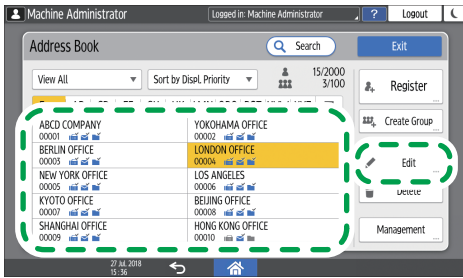 Machine Administrator
Logged in: Machine Administrator
?
Logout
Address Book
Search
Exit
View All
Sort by Displ. Priority
15/2000
3/100
Register
ABCD COMPANY
00001
YOKOHAMA OFFICE
00002
Create Group
BERLIN OFFICE
00003
LONDON OFFICE
00004
Edit
NEW YORK OFFICE
00005
LOS ANGELES
00006
Delete
KYOTO OFFICE
00007
BEIJING OFFICE
00008
SHANGHAI OFFICE
00009
HONG KONG OFFICE
00010
Management
27 Jul. 2018
15:36